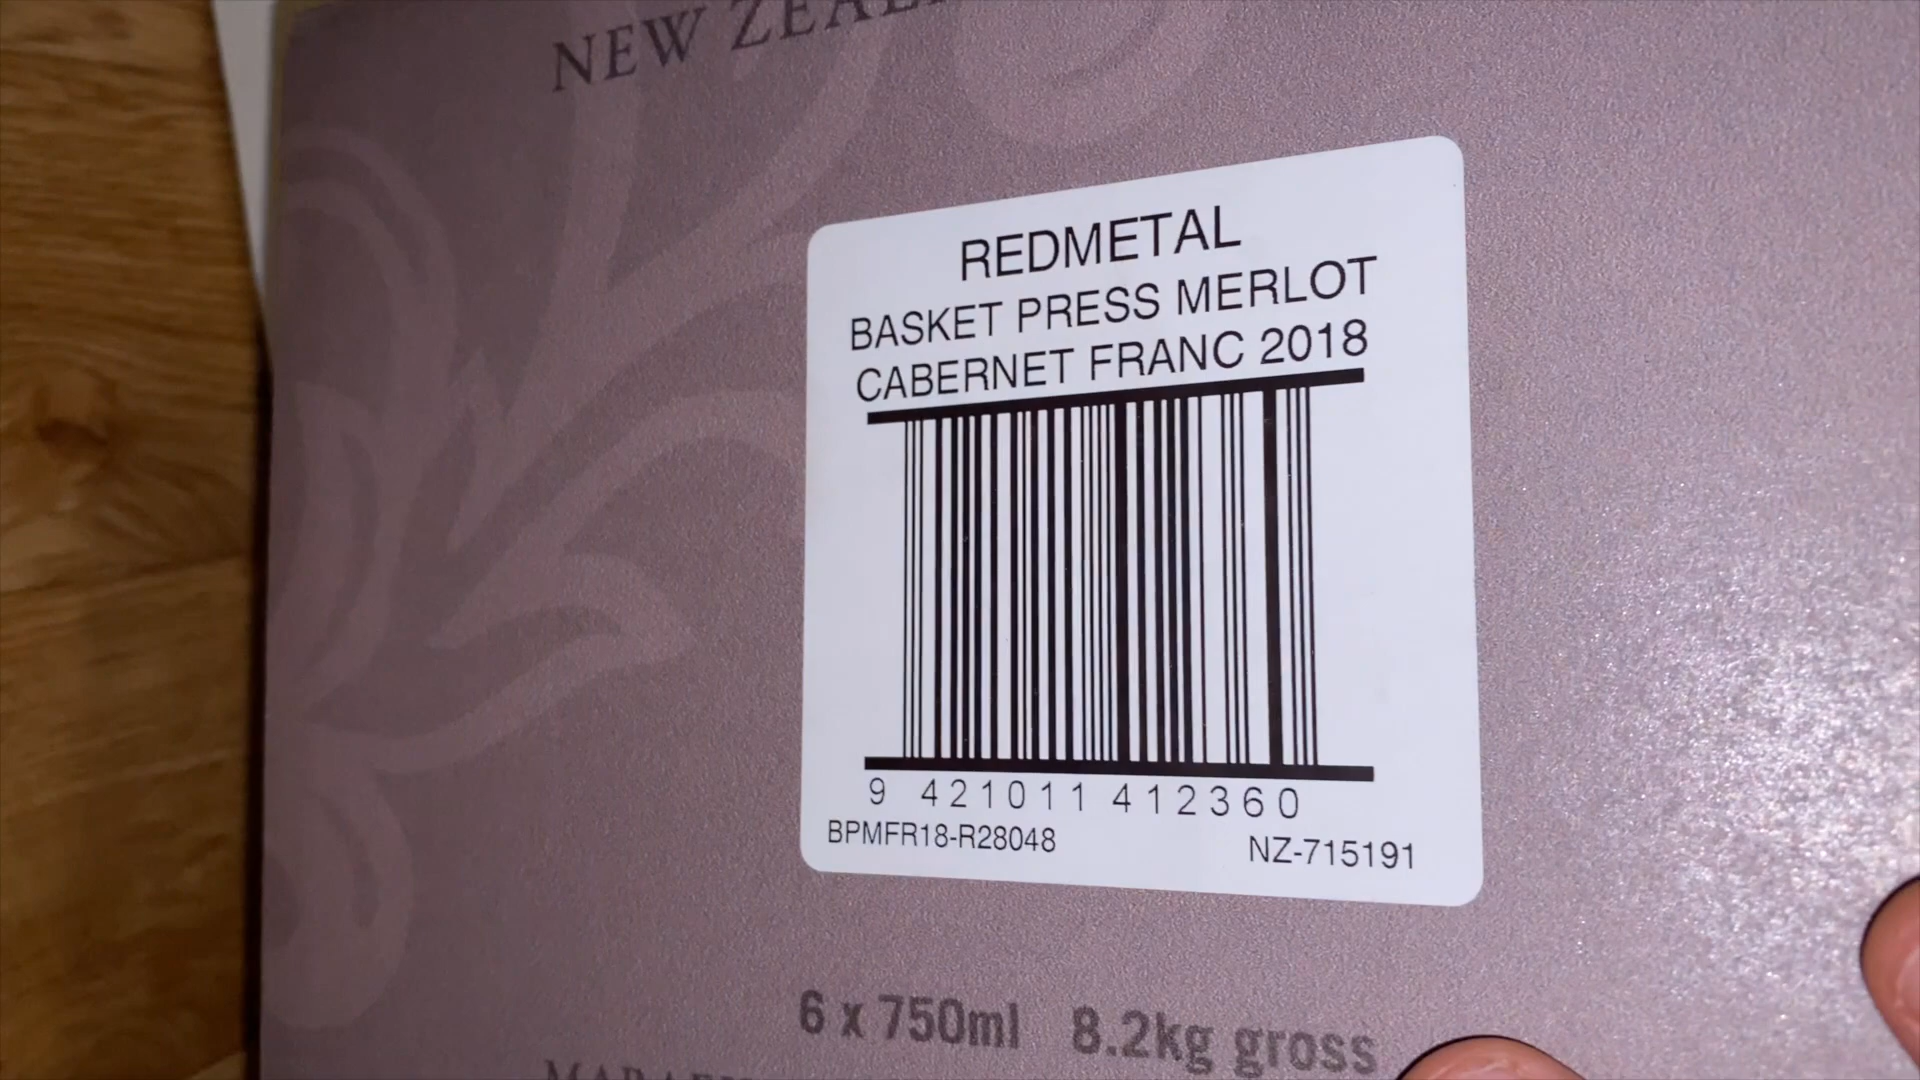 NEW
REDMETAL
BASKET PRESS MERLOT
CABERNET FRANC 2018
9 421011 412360
BPMFR18-R28048 NZ-715191
6 x 750ml 8.2kg gross